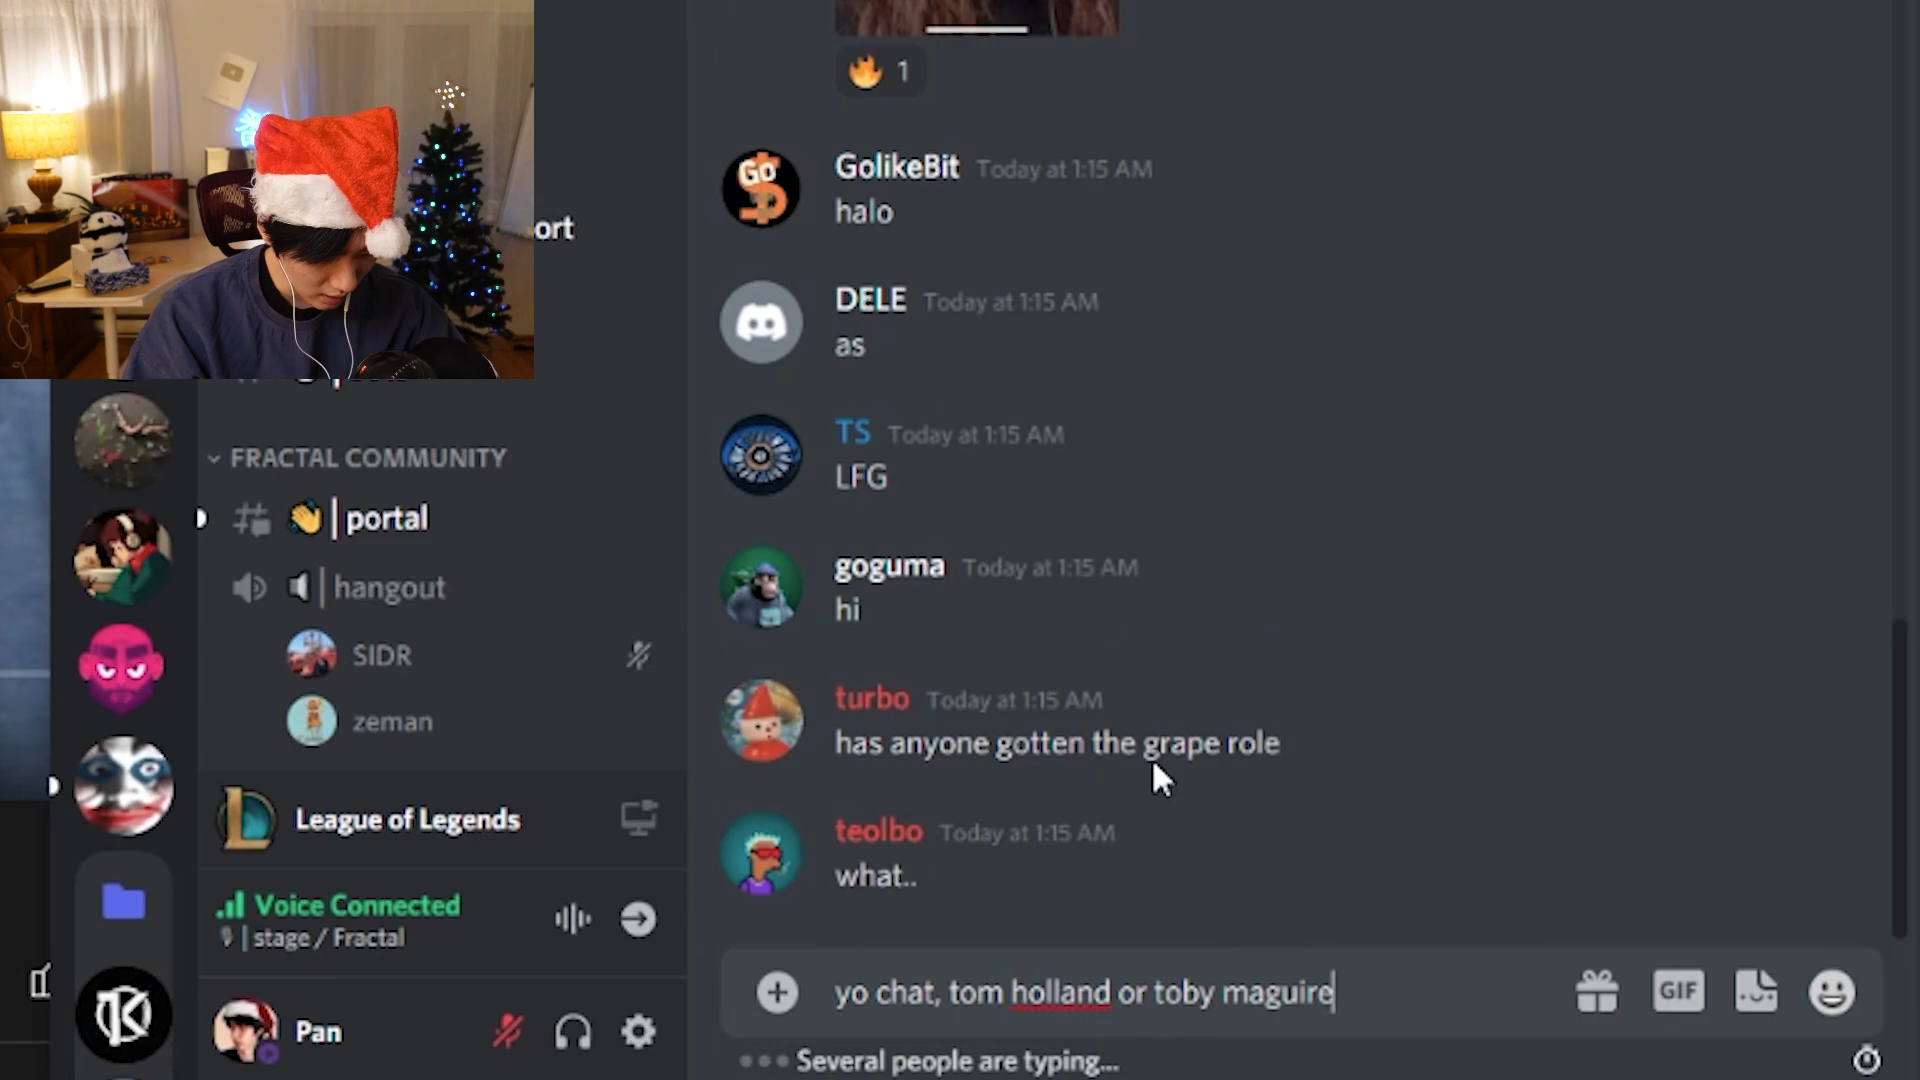 ort
FRACTAL COMMUNITY
portal
hangout
SIDR
zeman
League of Legends
Voice Connected
stage / Fractal
Pan
1
Go
GolikeBit Today at 1:15 AM
halo
DELE Today at 1:15 AM
as
TS Today at 1:15 AM
LFG
goguma Today at 1:15 AM
hi
turbo Today at 1:15 AM
has anyone gotten the grape role
teolbo Today at 1:15 AM
what..
yo chat, tom holland or toby maguire
GIF
Several people are typing...